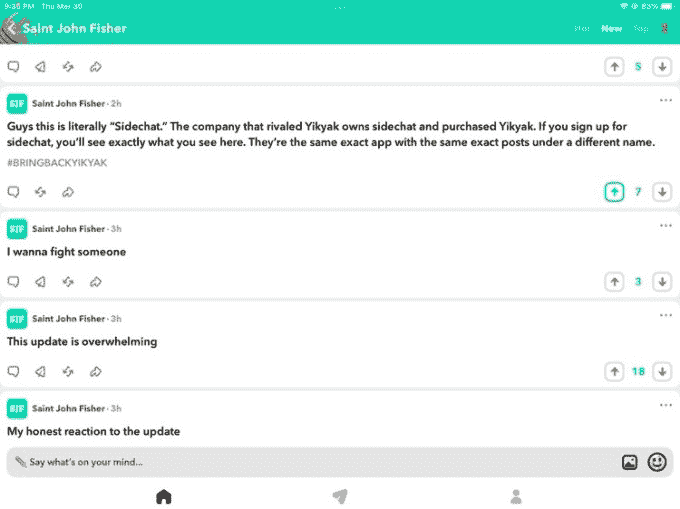 9:36 PM Thu Mar 30
83%
Saint John Fisher
Hot New Top
5
SJF Saint John Fisher · 2h
Guys this is literally “Sidechat.” The company that rivaled Yikyak owns sidechat and purchased Yikyak. If you sign up for
sidechat, you’ll see exactly what you see here. They’re the same exact app with the same exact posts under a different name.
#BRINGBACKYIKYAK
7
SJF Saint John Fisher · 3h
I wanna fight someone
3
SJF Saint John Fisher · 3h
This update is overwhelming
18
SJF Saint John Fisher · 3h
My honest reaction to the update
Say what’s on your mind...